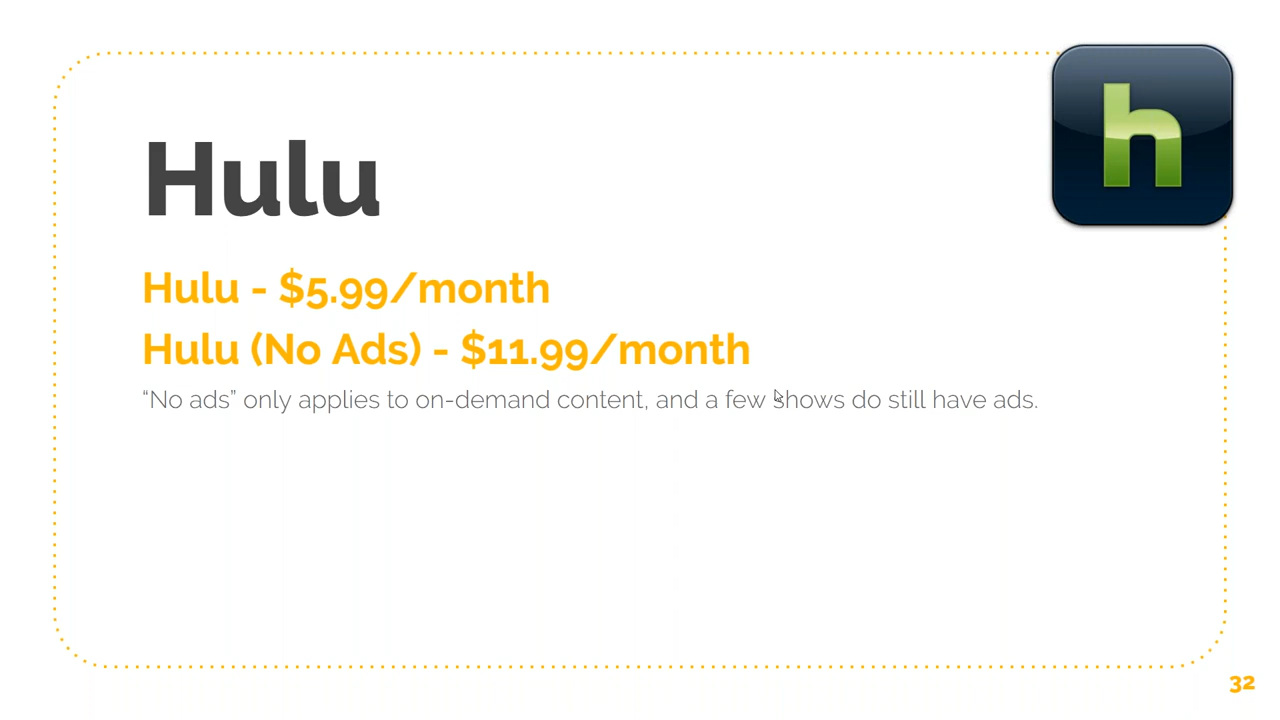 h
Hulu
Hulu - $5.99/month
Hulu (No Ads) - $11.99/month
“No ads” only applies to on-demand content, and a few shows do still have ads.
32